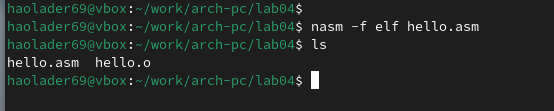 haolader69@vbox:~/work/arch-pc/lab04$
haolader69@vbox:~/work/arch-pc/lab04$ nasm -f elf hello.asm
haolader69@vbox:~/work/arch-pc/lab04$ ls
hello.asm  hello.o
haolader69@vbox:~/work/arch-pc/lab04$